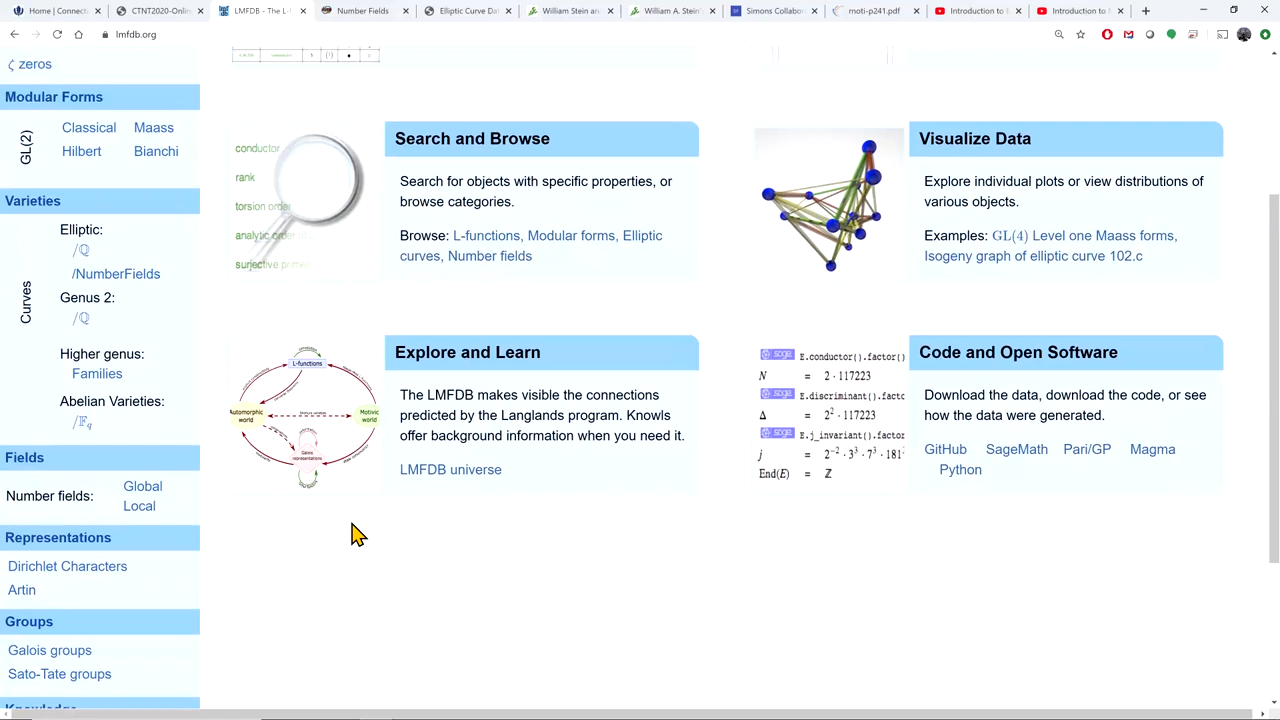 Home | Connect
CTNT2020-Online
LMFDB - The L-f
Number Fields
Elliptic Curve Dat
William Stein are
William A. Stein'
Simons Collabor
moti-p241.pdf
Introduction to
Introduction to
lmfdb.org
ζ zeros
Modular Forms
GL(2)
Classical Maass
Hilbert Bianchi
Varieties
Curves
Elliptic:
/ℚ
/NumberFields
Genus 2:
/ℚ
Higher genus:
Families
Abelian Varieties:
/𝔽q
Fields
Number fields:
Global
Local
Representations
Dirichlet Characters
Artin
Groups
Galois groups
Sato-Tate groups
Knowledge
conductor
rank
torsion order
analytic order
surjective primes
Search and Browse
Search for objects with specific properties, or
browse categories.
Browse: L-functions, Modular forms, Elliptic
curves, Number fields
Visualize Data
Explore individual plots or view distributions of
various objects.
Examples: GL(4) Level one Maass forms,
Isogeny graph of elliptic curve 102.c
L-functions
Automorphic
world
Motivic
world
Galois
representations
Explore and Learn
The LMFDB makes visible the connections
predicted by the Langlands program. Knowls
offer background information when you need it.
LMFDB universe
sage E.conductor().factor()
N = 2 · 117223
sage E.discriminant().facto
Δ = 2² · 117223
sage E.j_invariant().factor
j = 2⁻² · 3³ · 7³ · 181³
End(E) = ℤ
Code and Open Software
Download the data, download the code, or see
how the data were generated.
GitHub SageMath Pari/GP Magma
Python